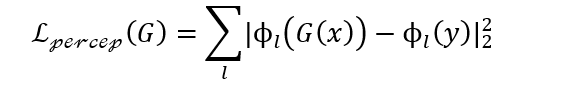 ℒ_percep(G) = ∑_l |ϕ_l(G(x)) − ϕ_l(y)|_2^2